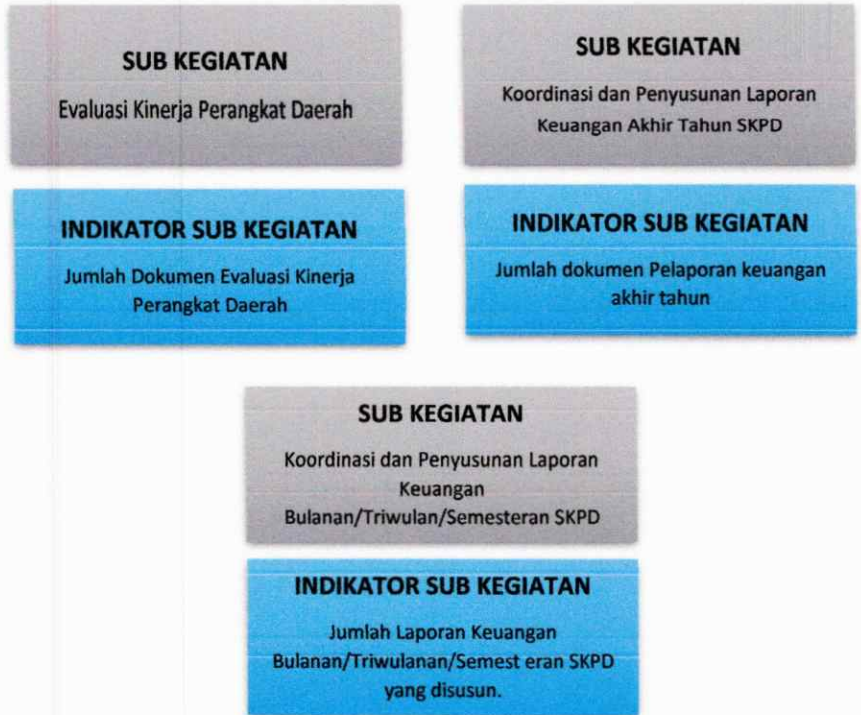 SUB KEGIATAN
Evaluasi Kinerja Perangkat Daerah
INDIKATOR SUB KEGIATAN
Jumlah Dokumen Evaluasi Kinerja
Perangkat Daerah
SUB KEGIATAN
Koordinasi dan Penyusunan Laporan
Keuangan Akhir Tahun SKPD
INDIKATOR SUB KEGIATAN
Jumlah dokumen Pelaporan keuangan
akhir tahun
SUB KEGIATAN
Koordinasi dan Penyusunan Laporan
Keuangan
Bulanan/Triwulan/Semesteran SKPD
INDIKATOR SUB KEGIATAN
Jumlah Laporan Keuangan
Bulanan/Triwulanan/Semest eran SKPD
yang disusun.